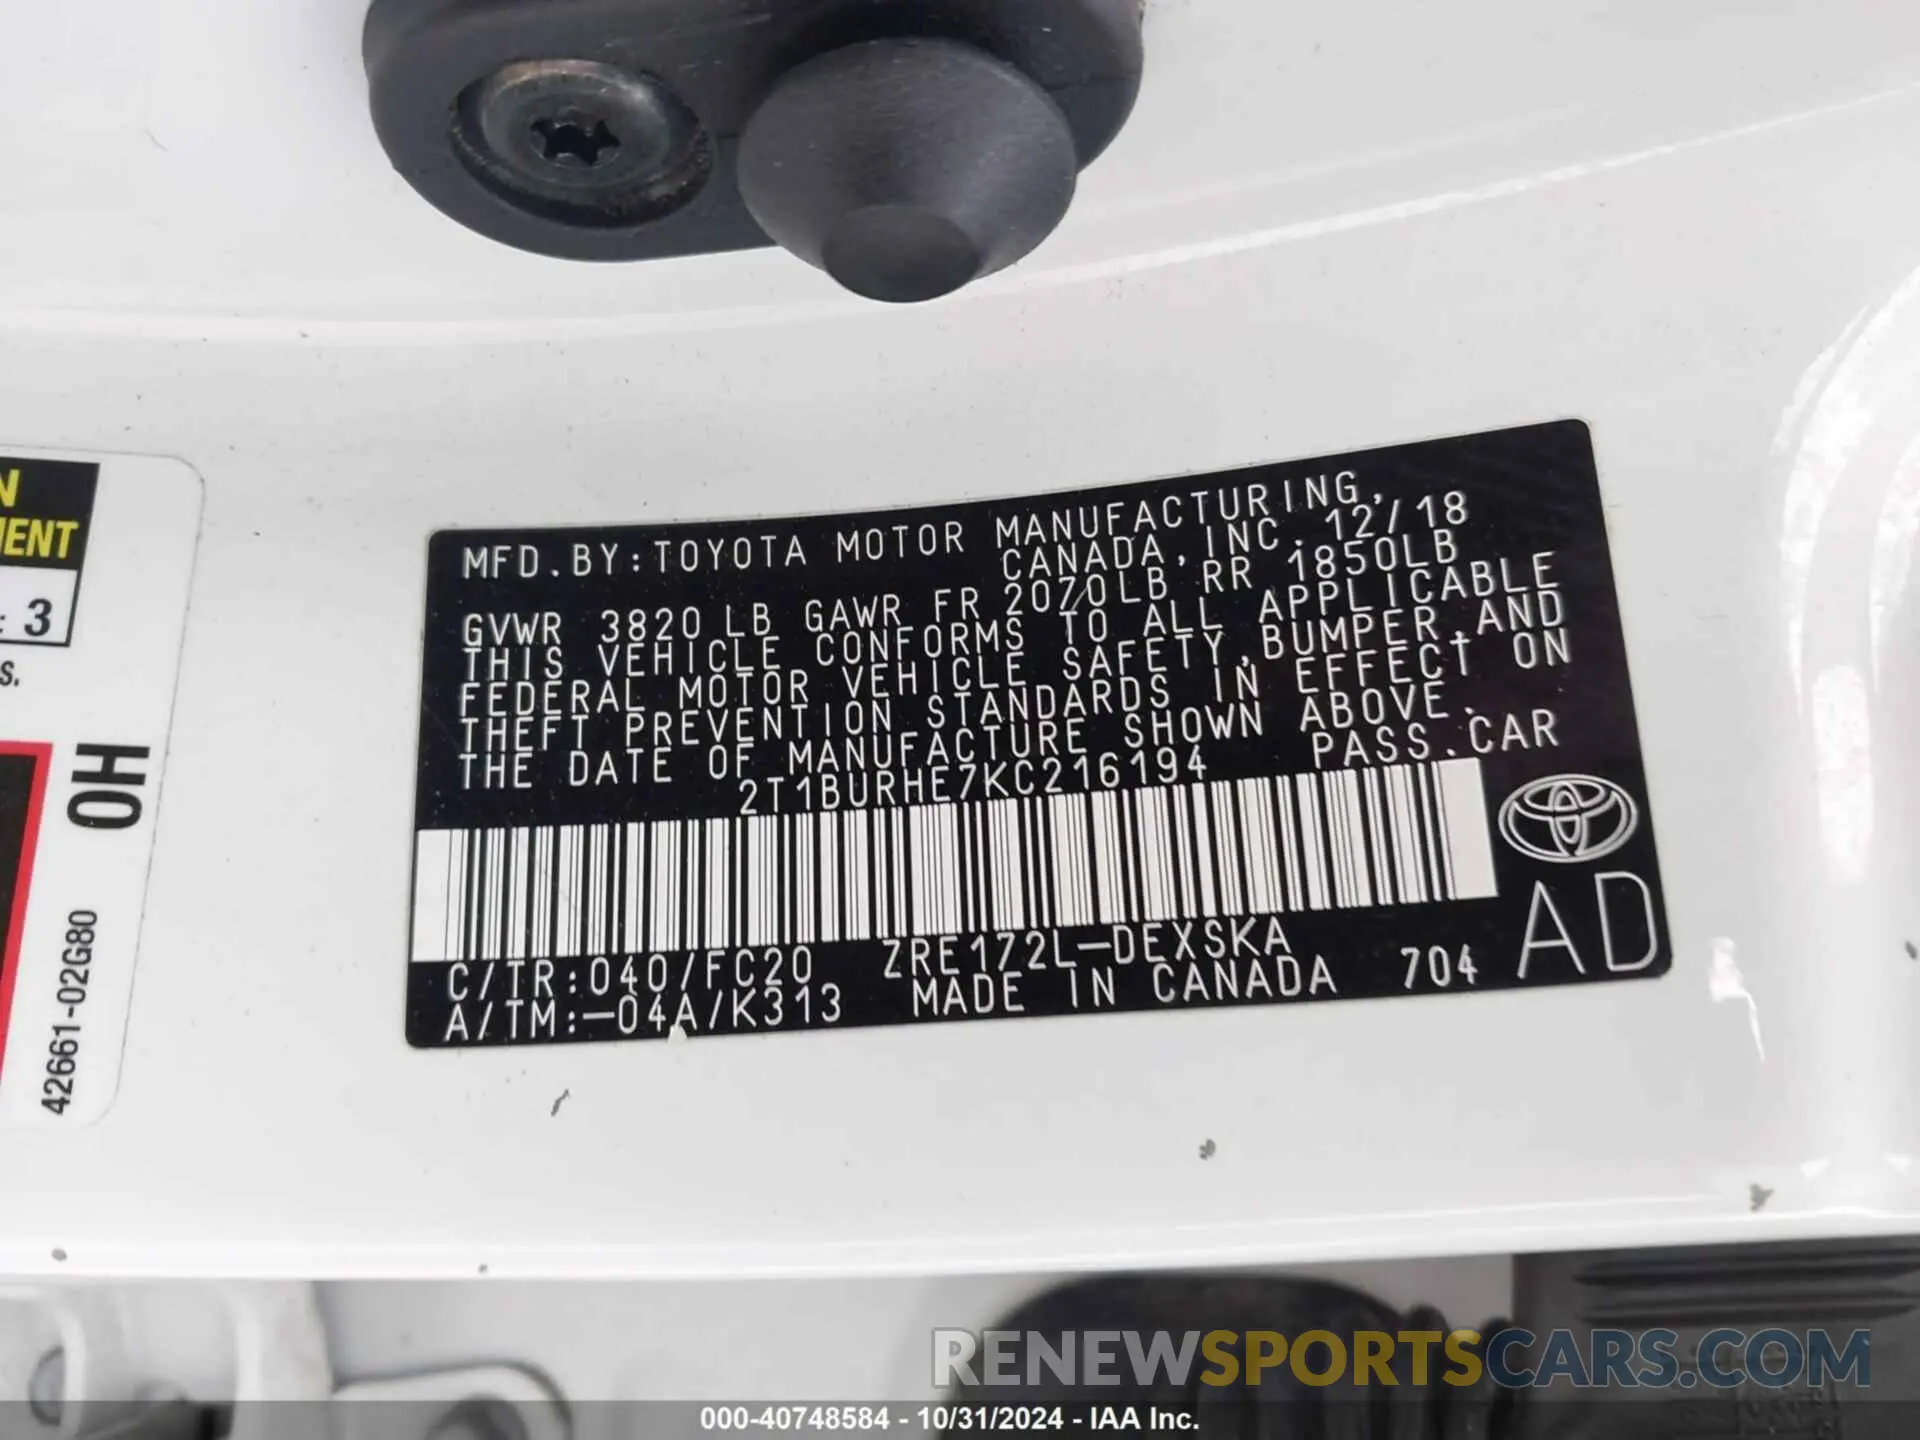 N
MENT
: 3
s.
OH
42661-02G80
MFD.BY:TOYOTA MOTOR MANUFACTURING,
CANADA, INC. 12/18
GVWR 3820 LB GAWR FR 2070LB RR 1850LB
THIS VEHICLE CONFORMS TO ALL APPLICABLE
FEDERAL MOTOR VEHICLE SAFETY, BUMPER, AND
THEFT PREVENTION STANDARDS IN EFFECT ON
THE DATE OF MANUFACTURE SHOWN ABOVE.
2T1BURHE7KC216194 PASS.CAR
C/TR:040/FC20 ZRE172L-DEXSKA
A/TM:-04A/K313 MADE IN CANADA 704
AD
RENEWSPORTSCARS.COM
000-40748584 - 10/31/2024 - IAA Inc.